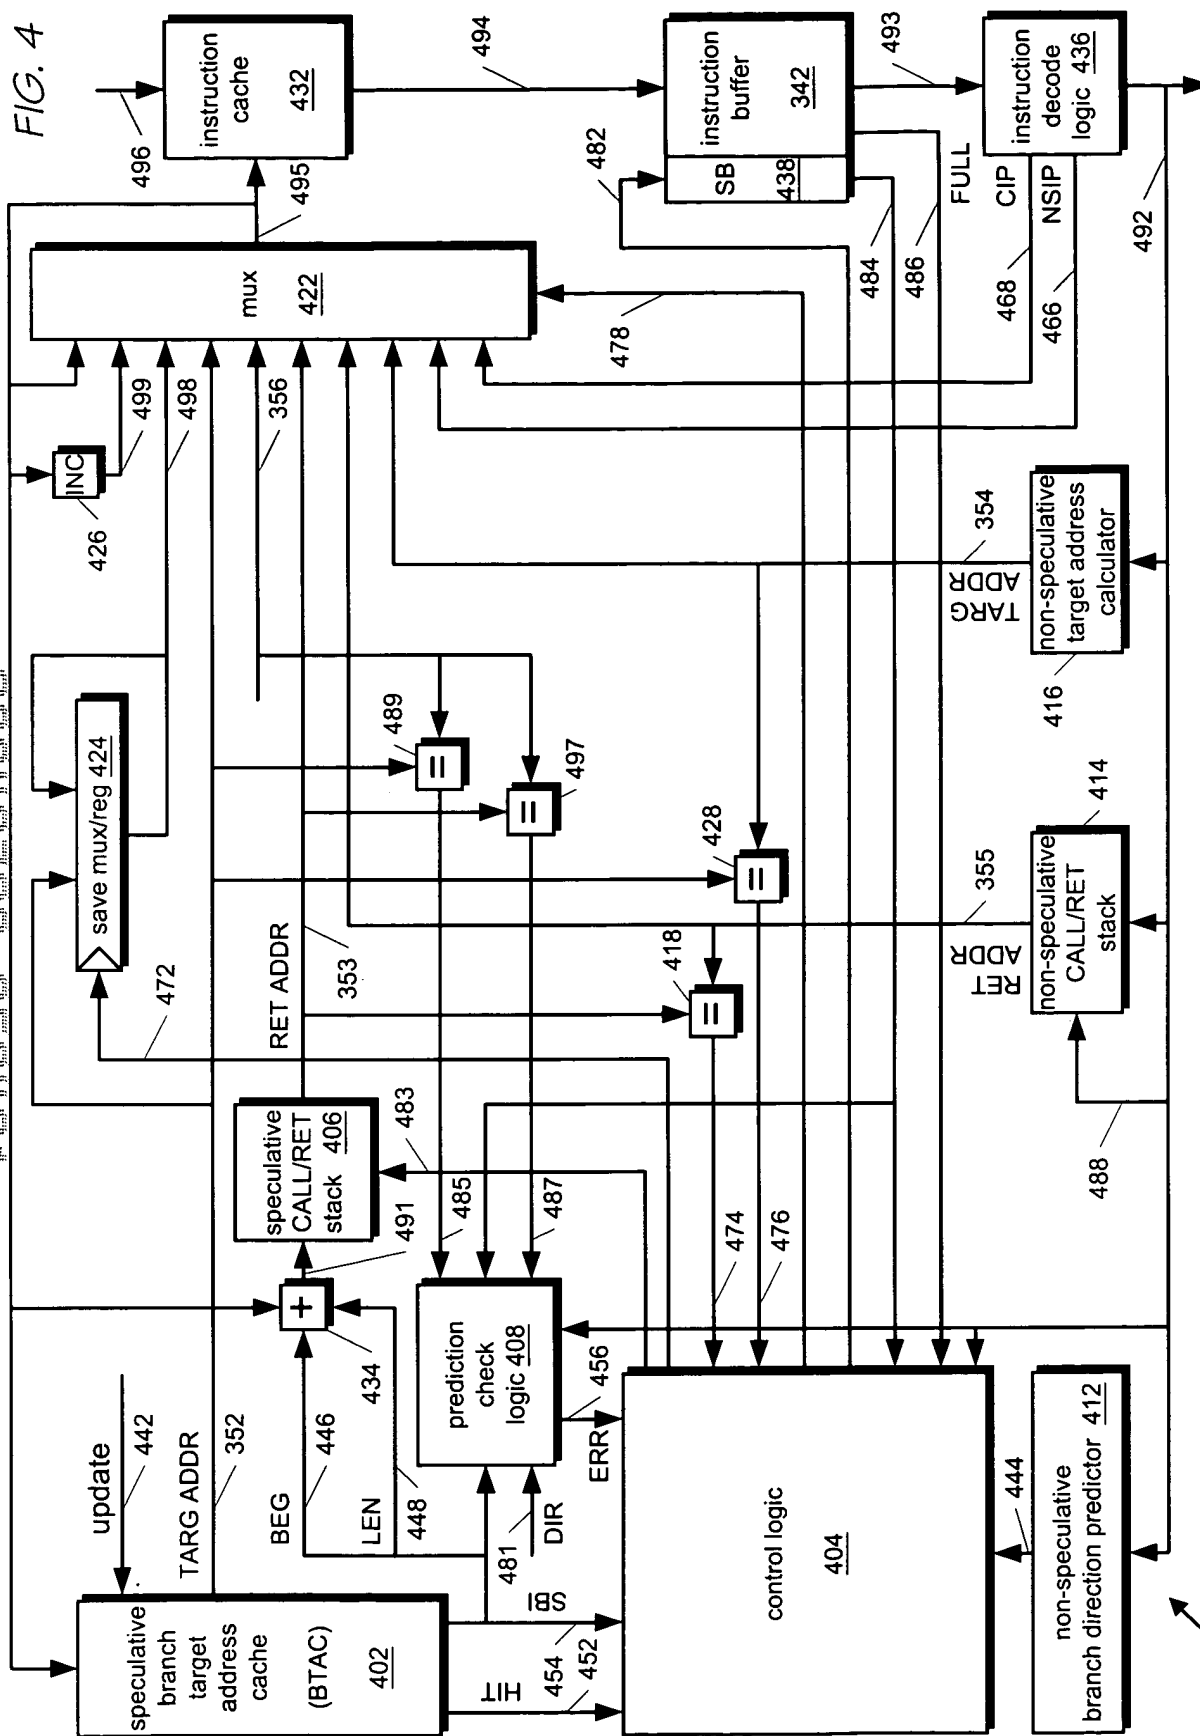 FIG. 4
496
instruction
cache
432
494
instruction
buffer
342
SB
438
482
493
instruction
decode
logic 436
495
mux
422
478
484
486
FULL
CIP
468
NSIP
466
492
INC
426
499
498
356
save mux/reg 424
472
489
497
428
418
354
TARG
ADDR
non-speculative
target address
calculator
416
355
RET
ADDR
414
non-speculative
CALL/RET
stack
488
RET ADDR
353
speculative
CALL/RET
stack 406
483
491
+
434
485
487
474
476
prediction
check
logic 408
456
ERR
update
442
TARG ADDR
352
BEG
446
LEN
448
481
DIR
speculative
branch
target
address
cache
(BTAC)
402
SBI
454
HIT
452
control logic
404
444
non-speculative
branch direction predictor 412
=
=
=
=